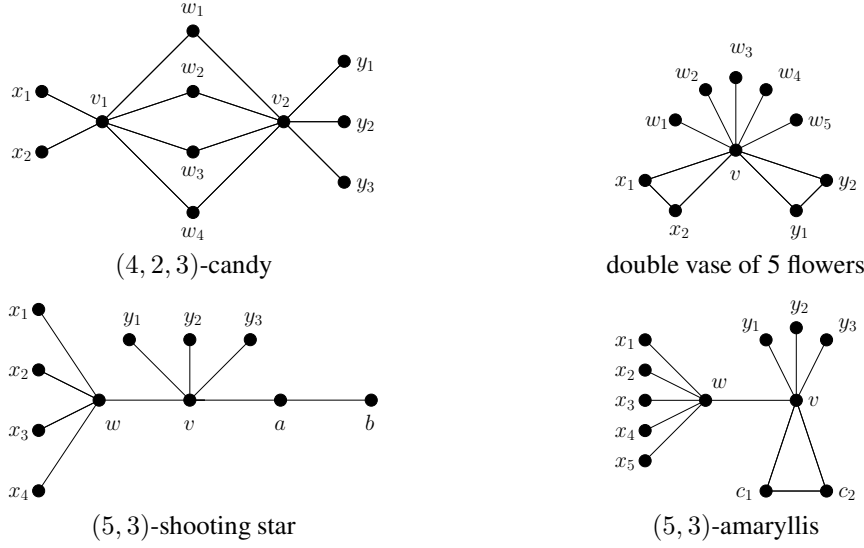 w₁
x₁ v₁ w₂ v₂ y₁
x₂ w₃ y₂
w₄ y₃
(4, 2, 3)-candy
w₃
w₂ w₄
w₁ w₅
x₁ v y₂
x₂ y₁
double vase of 5 flowers
x₁ y₁ y₂ y₃
x₂
w v a b
x₃
x₄
(5, 3)-shooting star
y₂
x₁ y₁ y₃
x₂ w
x₃ v
x₄
x₅
c₁ c₂
(5, 3)-amaryllis